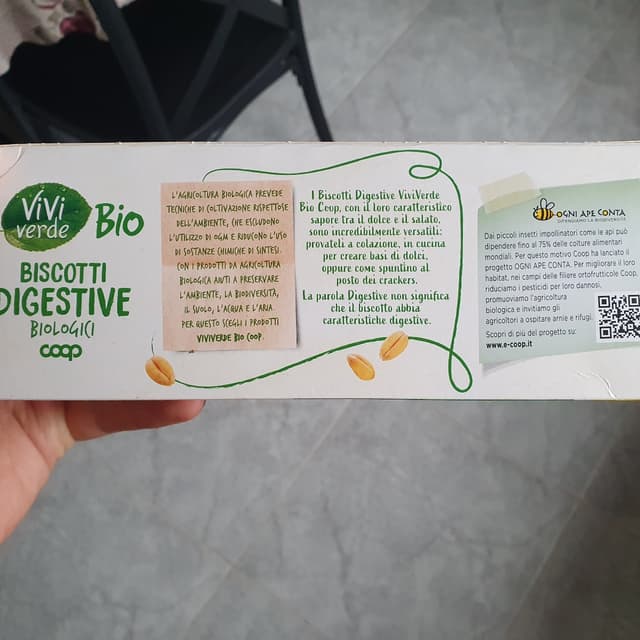 ViVi
verde
Bio
BISCOTTI
DIGESTIVE
BIOLOGICI
coop
L'AGRICOLTURA BIOLOGICA PREVEDE
TECNICHE DI COLTIVAZIONE RISPETTOSE
DELL'AMBIENTE, CHE ESCLUDONO
L'UTILIZZO DI OGM E RIDUCONO L'USO
DI SOSTANZE CHIMICHE DI SINTESI.
CON I PRODOTTI DA AGRICOLTURA
BIOLOGICA AIUTI A PRESERVARE
L'AMBIENTE, LA BIODIVERSITÀ,
IL SUOLO, L'ACQUA E L'ARIA.
PER QUESTO SCEGLI I PRODOTTI
VIVIVERDE BIO COOP.
I Biscotti Digestive ViviVerde
Bio Coop, con il loro caratteristico
sapore tra il dolce e il salato,
sono incredibilmente versatili:
provateli a colazione, in cucina
per creare basi di dolci,
oppure come spuntino al
posto dei crackers.
La parola Digestive non significa
che il biscotto abbia
caratteristiche digestive.
OGNI APE CONTA
DIFENDIAMO LA BIODIVERSITÀ
Dai piccoli insetti impollinatori come le api può
dipendere fino al 75% delle colture alimentari
mondiali. Per questo motivo Coop ha lanciato il
progetto OGNI APE CONTA. Per migliorare il loro
habitat, nei campi delle filiere ortofrutticole Coop,
riduciamo i pesticidi per loro dannosi,
promuoviamo l'agricoltura
biologica e invitiamo gli
agricoltori a ospitare arnie e rifugi.
Scopri di più del progetto su:
www.e-coop.it